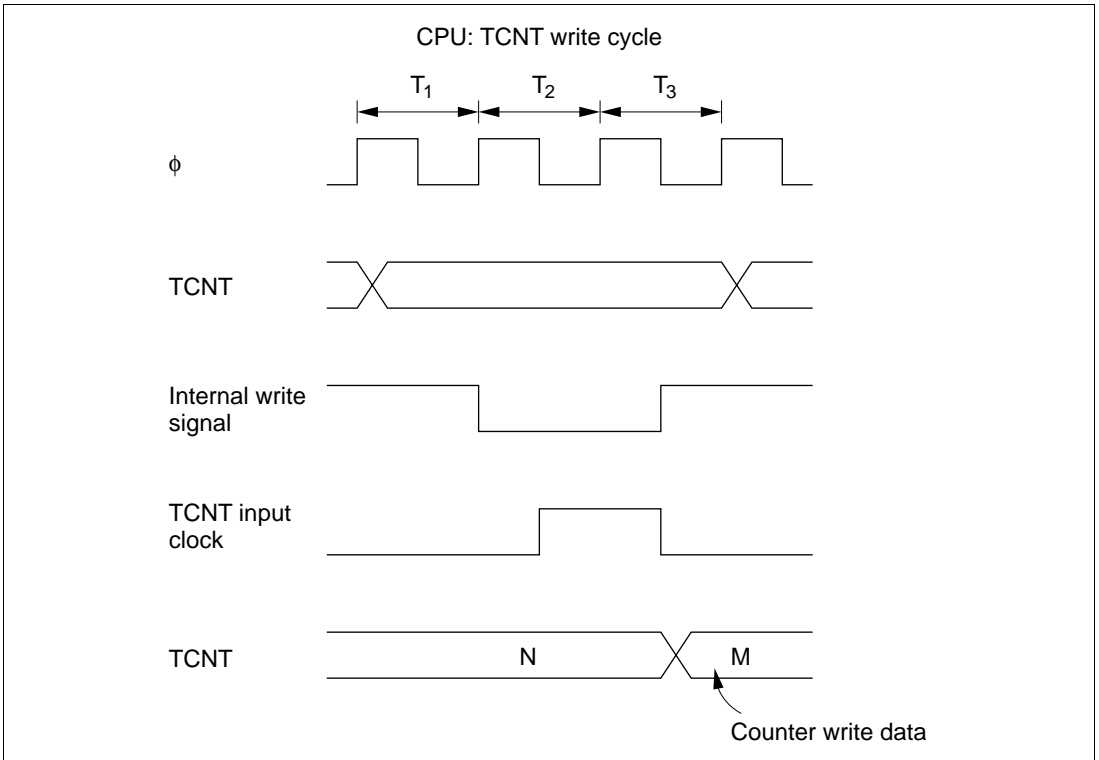 CPU: TCNT write cycle
T1 T2 T3
ϕ
TCNT
Internal write
signal
TCNT input
clock
TCNT N M
Counter write data